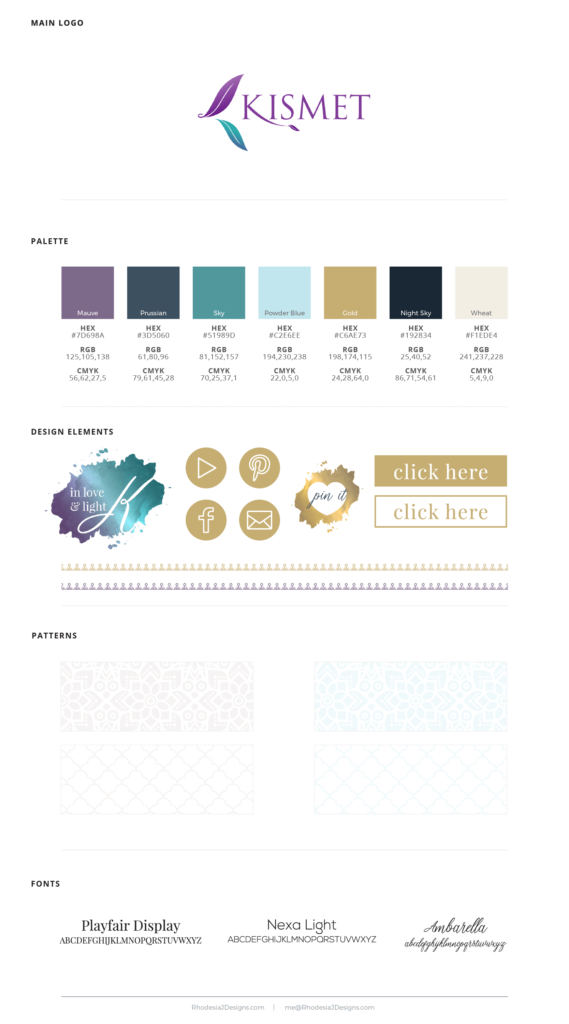 MAIN LOGO
KISMET
PALETTE
Mauve
Prussian
Sky
Powder Blue
Gold
Night Sky
Wheat
HEX HEX HEX HEX HEX HEX HEX
#7D698A #3D5060 #51989D #C2E6EE #C6AE73 #192834 #F1EDE4
RGB RGB RGB RGB RGB RGB RGB
125,105,138 61,80,96 81,152,157 194,230,238 198,174,115 25,40,52 241,237,228
CMYK CMYK CMYK CMYK CMYK CMYK CMYK
56,62,27,5 79,61,45,28 70,25,37,1 22,0,5,0 24,28,64,0 86,71,54,61 5,4,9,0
DESIGN ELEMENTS
in love
& light
K
pin it
click here
click here
PATTERNS
FONTS
Playfair Display
ABCDEFGHIJKLMNOPQRSTUVWXYZ
Nexa Light
ABCDEFGHIJKLMNOPQRSTUVWXYZ
Ambarella
abcdefghijklmnopqrstuvwxyz
Rhodesia2Designs.com | me@Rhodesia2Designs.com